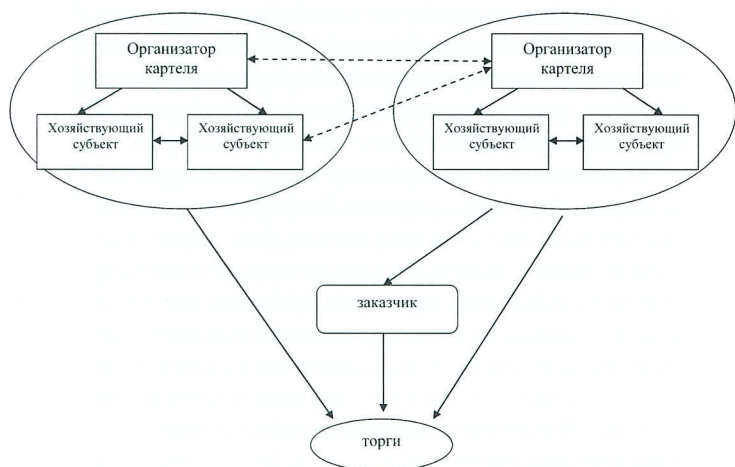 Организатор
картеля
Организатор
картеля
Хозяйствующий
субъект
Хозяйствующий
субъект
Хозяйствующий
субъект
Хозяйствующий
субъект
заказчик
торги